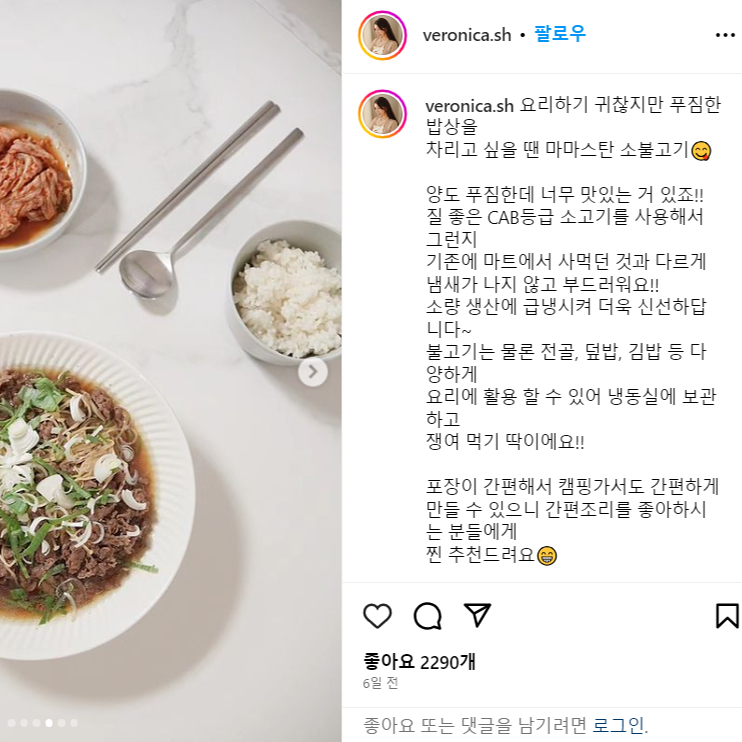 veronica.sh • 팔로우
veronica.sh 요리하기 귀찮지만 푸짐한
밥상을
차리고 싶을 땐 마마스탄 소불고기😋
양도 푸짐한데 너무 맛있는 거 있죠!!
질 좋은 CAB등급 소고기를 사용해서
그런지
기존에 마트에서 사먹던 것과 다르게
냄새가 나지 않고 부드러워요!!
소량 생산에 급냉시켜 더욱 신선하답
니다~
불고기는 물론 전골, 덮밥, 김밥 등 다
양하게
요리에 활용 할 수 있어 냉동실에 보관
하고
쟁여 먹기 딱이에요!!
포장이 간편해서 캠핑가서도 간편하게
만들 수 있으니 간편조리를 좋아하시
는 분들에게
찐 추천드려요😁
좋아요 2290개
6일 전
좋아요 또는 댓글을 남기려면 로그인.